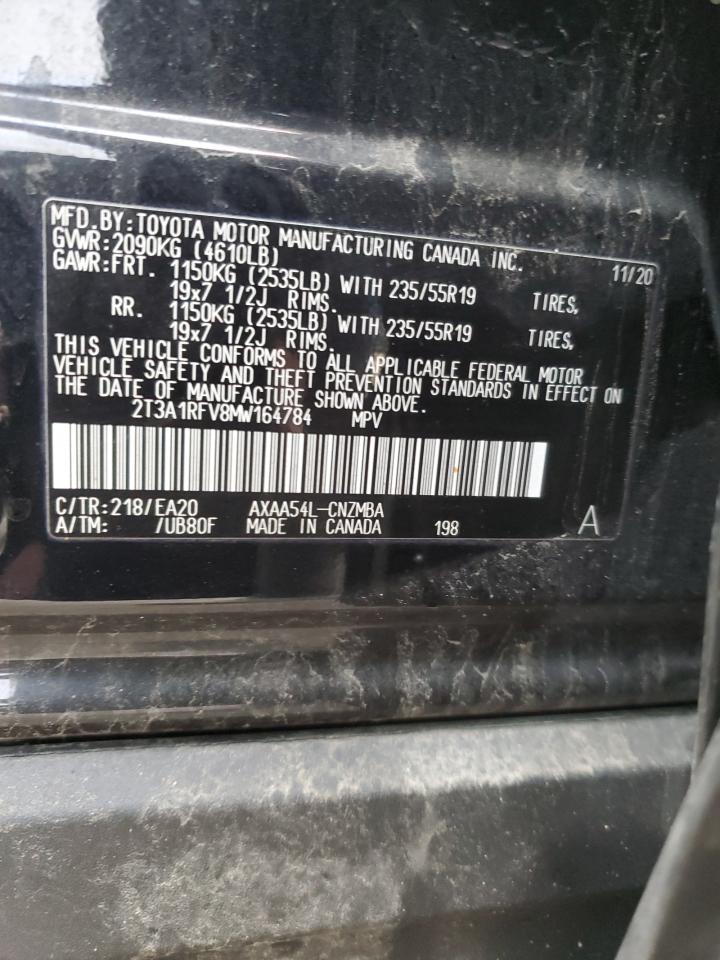 MFD.BY:TOYOTA MOTOR MANUFACTURING CANADA INC. 11/20
GVWR:2090KG (4610LB)
GAWR:FRT. 1150KG (2535LB) WITH 235/55R19 TIRES,
19x7 1/2J RIMS.
RR. 1150KG (2535LB) WITH 235/55R19 TIRES,
19x7 1/2J RIMS.
THIS VEHICLE CONFORMS TO ALL APPLICABLE FEDERAL MOTOR
VEHICLE SAFETY AND THEFT PREVENTION STANDARDS IN EFFECT ON
THE DATE OF MANUFACTURE SHOWN ABOVE.
2T3A1RFV8MW164784 MPV
C/TR:218/EA20 AXAA54L-CNZMBA
A/TM: /UB80F MADE IN CANADA 198 A